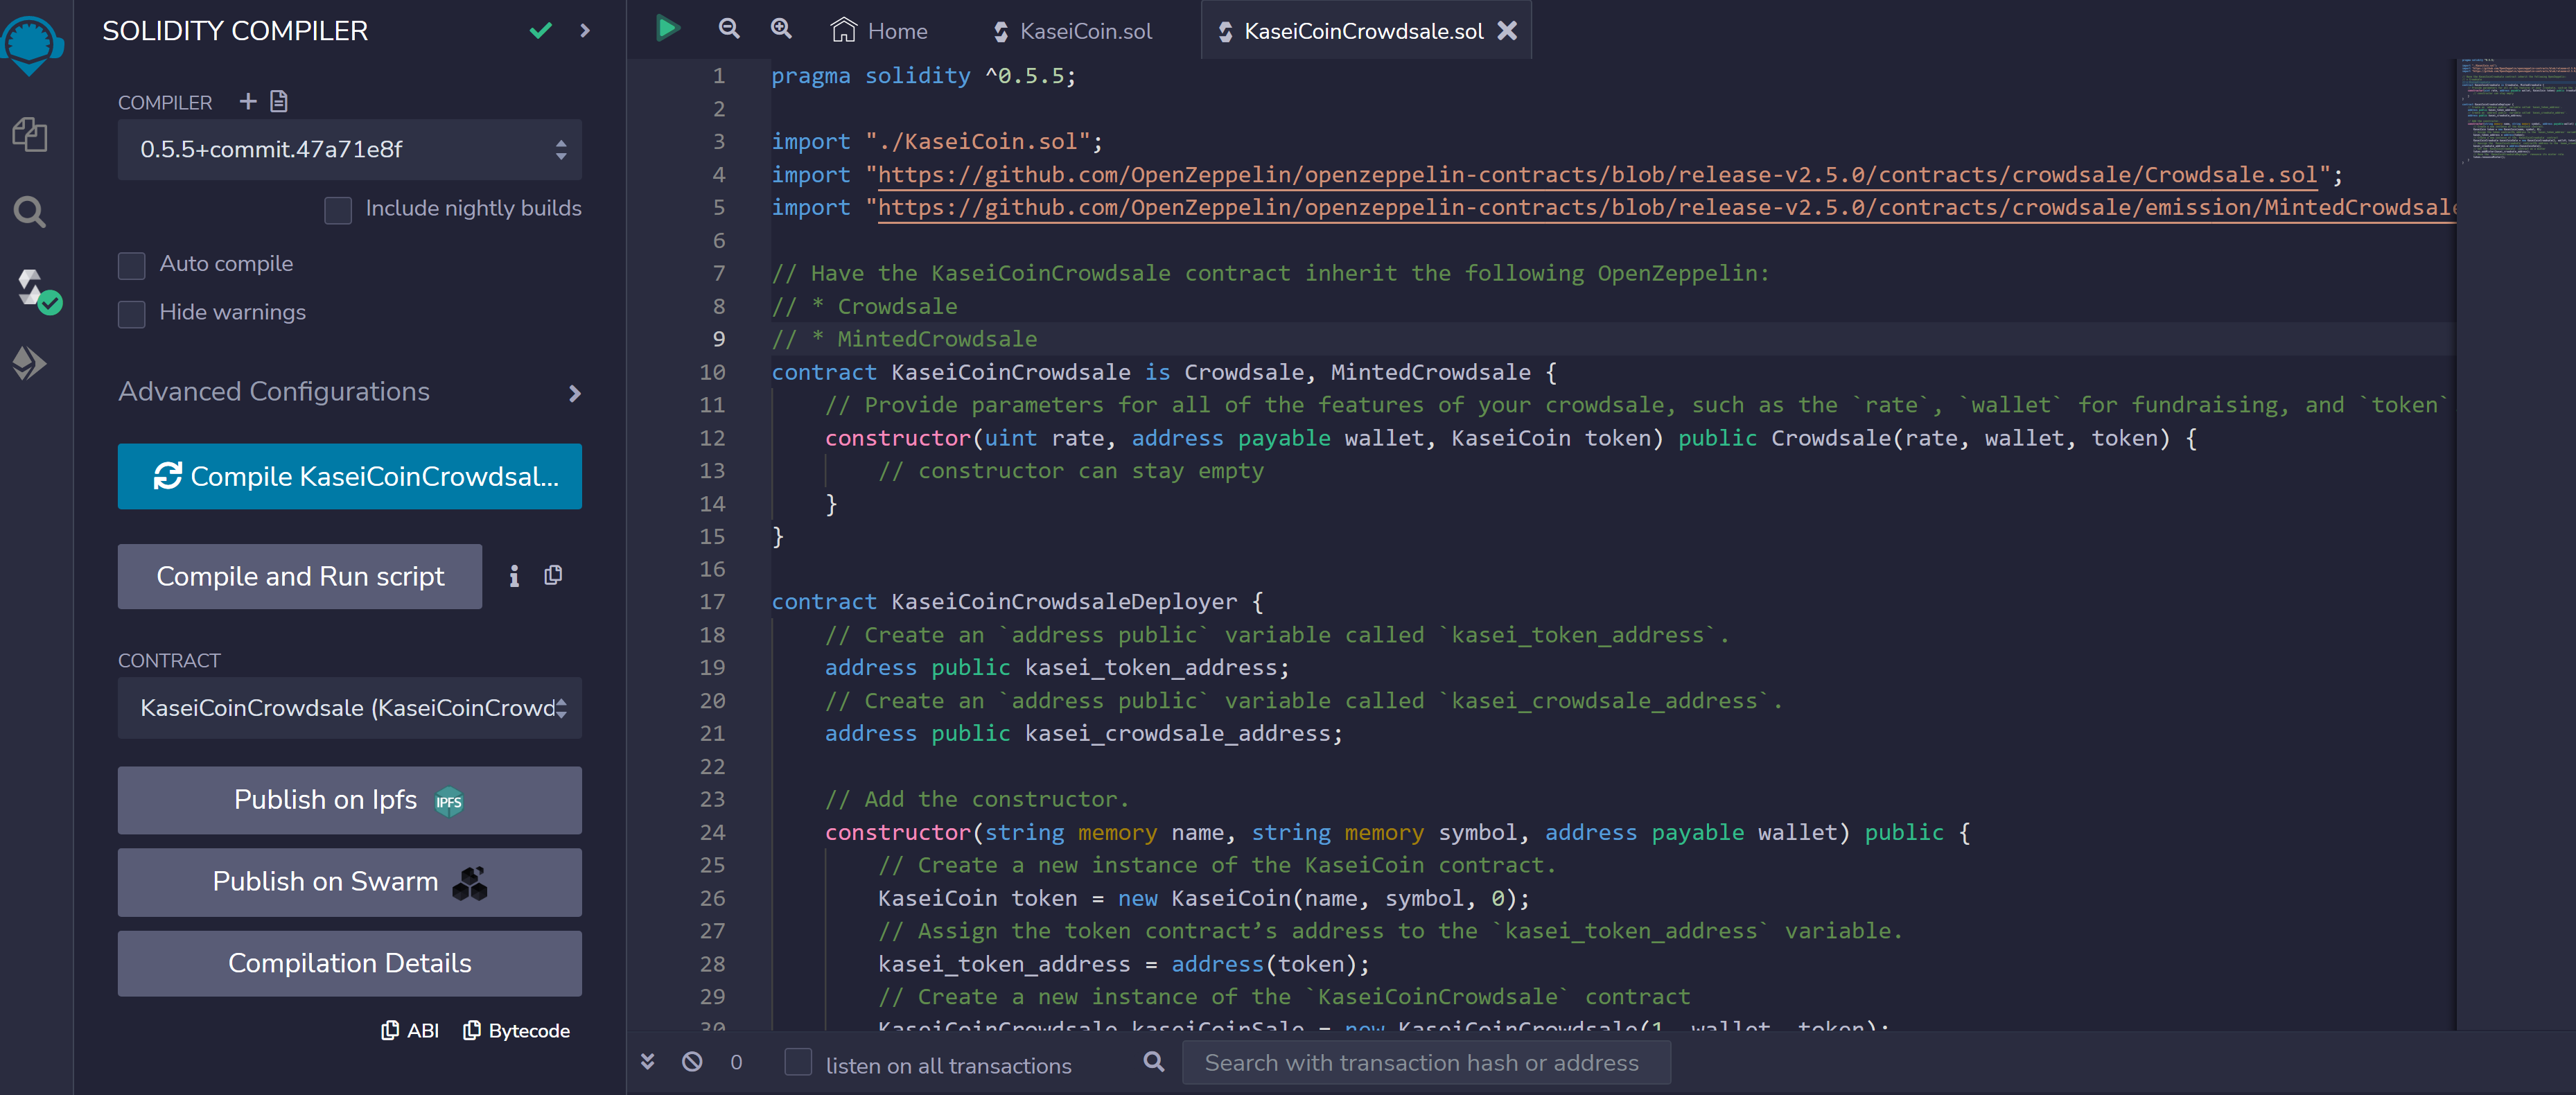 SOLIDITY COMPILER
COMPILER
0.5.5+commit.47a71e8f
Include nightly builds
Auto compile
Hide warnings
Advanced Configurations
Compile KaseiCoinCrowdsal...
Compile and Run script
CONTRACT
KaseiCoinCrowdsale (KaseiCoinCrowd
Publish on Ipfs
IPFS
Publish on Swarm
Compilation Details
ABI
Bytecode
Home
KaseiCoin.sol
KaseiCoinCrowdsale.sol
1 pragma solidity ^0.5.5;
2
3 import "./KaseiCoin.sol";
4 import "https://github.com/OpenZeppelin/openzeppelin-contracts/blob/release-v2.5.0/contracts/crowdsale/Crowdsale.sol";
5 import "https://github.com/OpenZeppelin/openzeppelin-contracts/blob/release-v2.5.0/contracts/crowdsale/emission/MintedCrowdsale
6
7 // Have the KaseiCoinCrowdsale contract inherit the following OpenZeppelin:
8 // * Crowdsale
9 // * MintedCrowdsale
10 contract KaseiCoinCrowdsale is Crowdsale, MintedCrowdsale {
11 // Provide parameters for all of the features of your crowdsale, such as the `rate`, `wallet` for fundraising, and `token`
12 constructor(uint rate, address payable wallet, KaseiCoin token) public Crowdsale(rate, wallet, token) {
13 // constructor can stay empty
14 }
15 }
16
17 contract KaseiCoinCrowdsaleDeployer {
18 // Create an `address public` variable called `kasei_token_address`.
19 address public kasei_token_address;
20 // Create an `address public` variable called `kasei_crowdsale_address`.
21 address public kasei_crowdsale_address;
22
23 // Add the constructor.
24 constructor(string memory name, string memory symbol, address payable wallet) public {
25 // Create a new instance of the KaseiCoin contract.
26 KaseiCoin token = new KaseiCoin(name, symbol, 0);
27 // Assign the token contract’s address to the `kasei_token_address` variable.
28 kasei_token_address = address(token);
29 // Create a new instance of the `KaseiCoinCrowdsale` contract
30 KaseiCoinCrowdsale kaseiCoinSale = new KaseiCoinCrowdsale(1, wallet, token);
0
listen on all transactions
Search with transaction hash or address